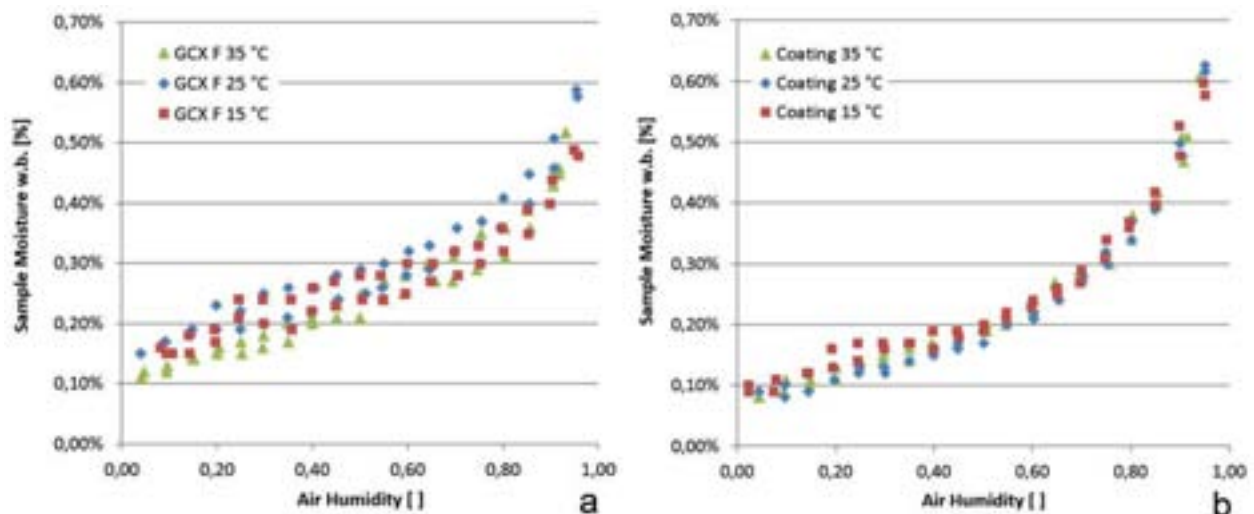 0,70%
0,60%
0,50%
0,40%
0,30%
0,20%
0,10%
0,00%
Sample Moisture w.b. [%]
GCX F 35 °C
GCX F 25 °C
GCX F 15 °C
0,00 0,20 0,40 0,60 0,80 1,00
Air Humidity [ ]
a
0,70%
0,60%
0,50%
0,40%
0,30%
0,20%
0,10%
0,00%
Sample Moisture w.b. [%]
Coating 35 °C
Coating 25 °C
Coating 15 °C
0,00 0,20 0,40 0,60 0,80 1,00
Air Humidity [ ]
b